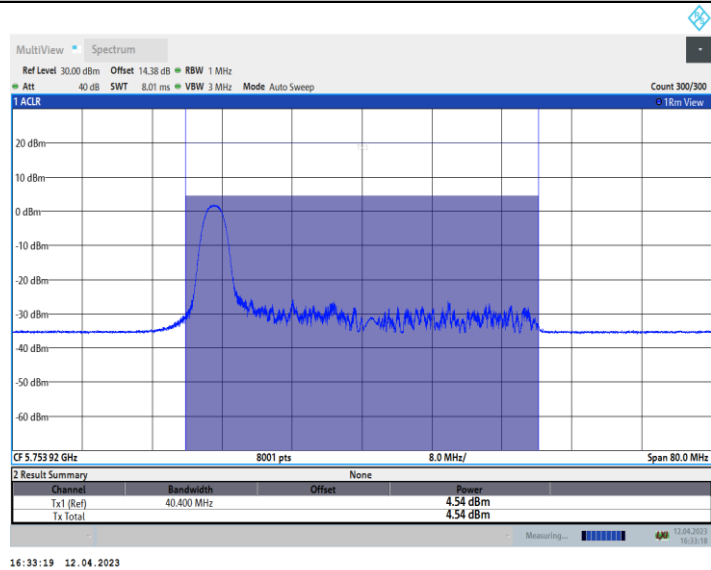 R S
MultiView Spectrum
Ref Level 30.00 dBm Offset 14.38 dB RBW 1 MHz
Att 40 dB SWT 8.01 ms VBW 3 MHz Mode Auto Sweep Count 300/300
1 ACLR 1Rm View
20 dBm
10 dBm
0 dBm
-10 dBm
-20 dBm
-30 dBm
-40 dBm
-50 dBm
-60 dBm
CF 5.753 92 GHz 8001 pts 8.0 MHz/ Span 80.0 MHz
2 Result Summary None
Channel Bandwidth Offset Power
Tx1 (Ref) 40.400 MHz 4.54 dBm
Tx Total 4.54 dBm
Measuring... 12.04.2023
16:33:18
16:33:19 12.04.2023